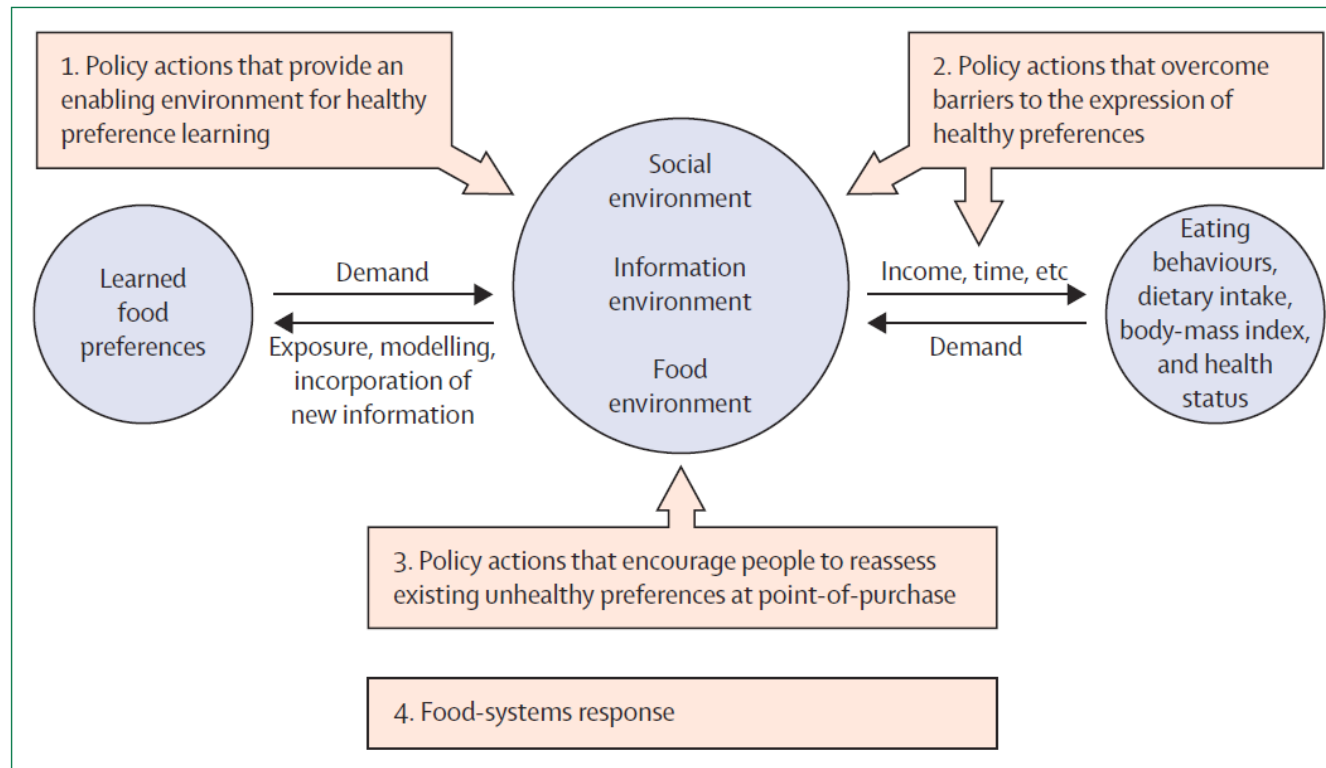 1. Policy actions that provide an
enabling environment for healthy
preference learning
2. Policy actions that overcome
barriers to the expression of
healthy preferences
Social
environment
Information
environment
Food
environment
Learned
food
preferences
Demand
Exposure, modelling,
incorporation of
new information
Income, time, etc
Demand
Eating
behaviours,
dietary intake,
body-mass index,
and health
status
3. Policy actions that encourage people to reassess
existing unhealthy preferences at point-of-purchase
4. Food-systems response